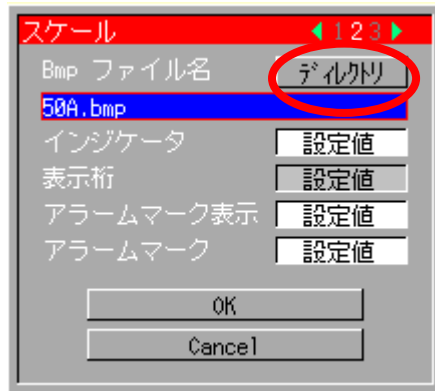 スケール ◀123▶
Bmp ファイル名 ﾃﾞｨﾚｸﾄﾘ
50A.bmp
インジケータ 設定値
表示桁 設定値
アラームマーク表示 設定値
アラームマーク 設定値
OK
Cancel